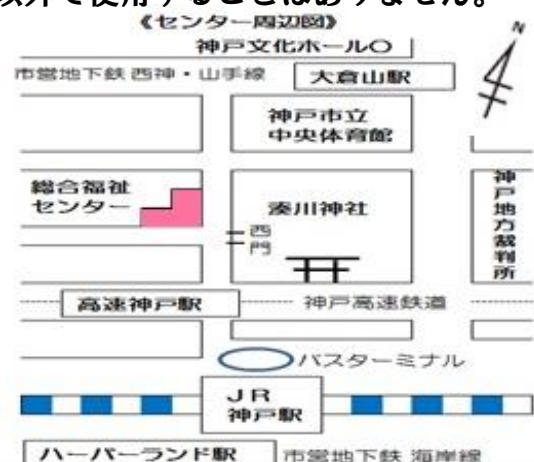 以外で使用することはありません。
《センター周辺図》
神戸文化ホール〇
N
市営地下鉄 西神・山手線
大倉山駅
神戸市立
中央体育館
総合福祉
センター
湊川神社
西門
神戸地方裁判所
高速神戸駅
神戸高速鉄道
バスターミナル
JR
神戸駅
ハーバーランド駅
市営地下鉄 海岸線